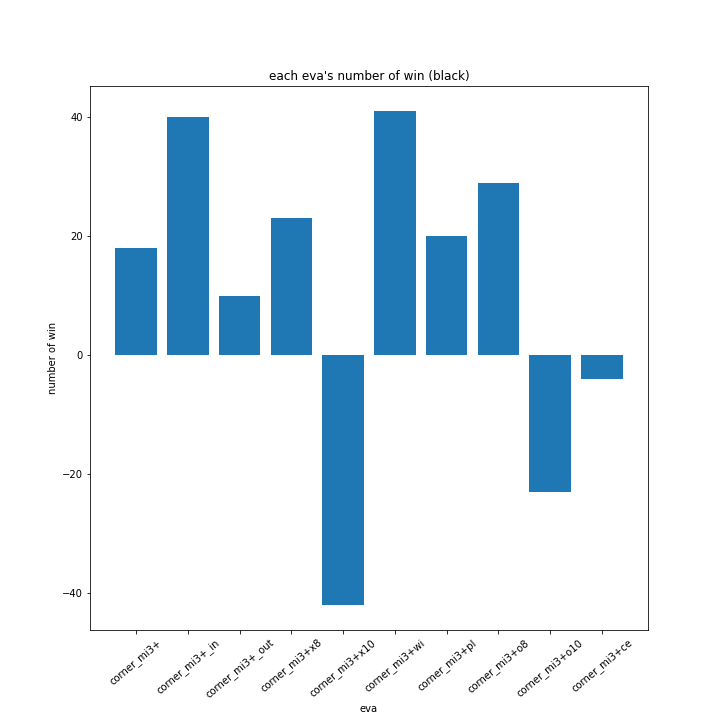 each eva's number of win (black)
40
20
0
−20
−40
number of win
corner_mi3+
corner_mi3+_in
corner_mi3+_out
corner_mi3+x8
corner_mi3+x10
corner_mi3+wi
corner_mi3+pl
corner_mi3+o8
corner_mi3+o10
corner_mi3+ce
eva